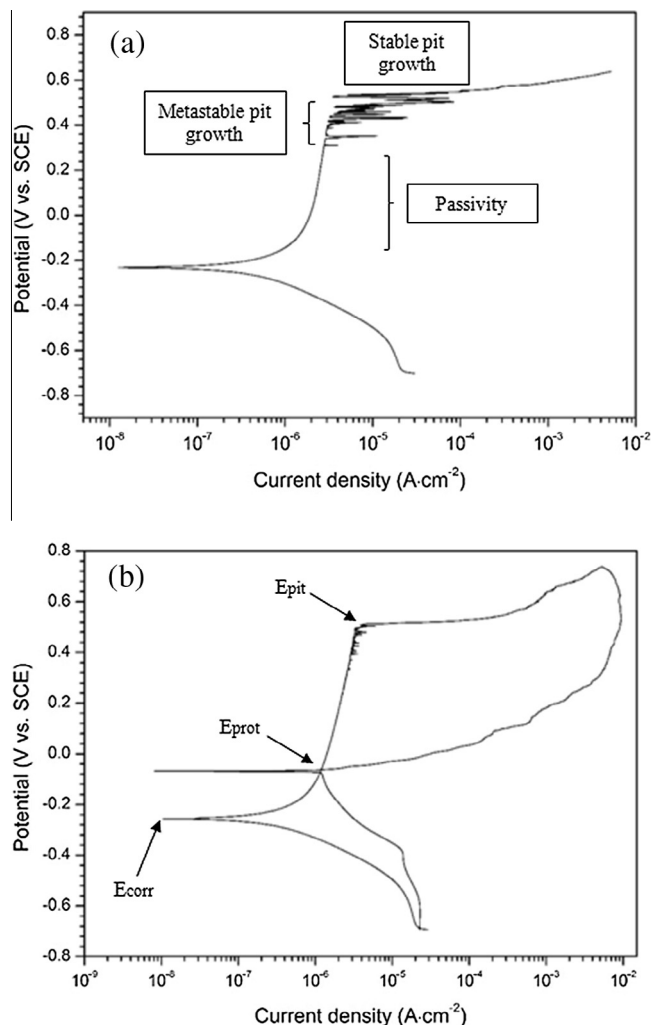 (a)
Stable pit
growth
Metastable pit
growth
Passivity
0.8
0.6
0.4
0.2
0.0
-0.2
-0.4
-0.6
-0.8
Potential (V vs. SCE)
10⁻⁸ 10⁻⁷ 10⁻⁶ 10⁻⁵ 10⁻⁴ 10⁻³ 10⁻²
Current density (A·cm⁻²)
(b)
Epit
Eprot
Ecorr
0.8
0.6
0.4
0.2
0.0
-0.2
-0.4
-0.6
-0.8
Potential (V vs. SCE)
10⁻⁹ 10⁻⁸ 10⁻⁷ 10⁻⁶ 10⁻⁵ 10⁻⁴ 10⁻³ 10⁻²
Current density (A·cm⁻²)